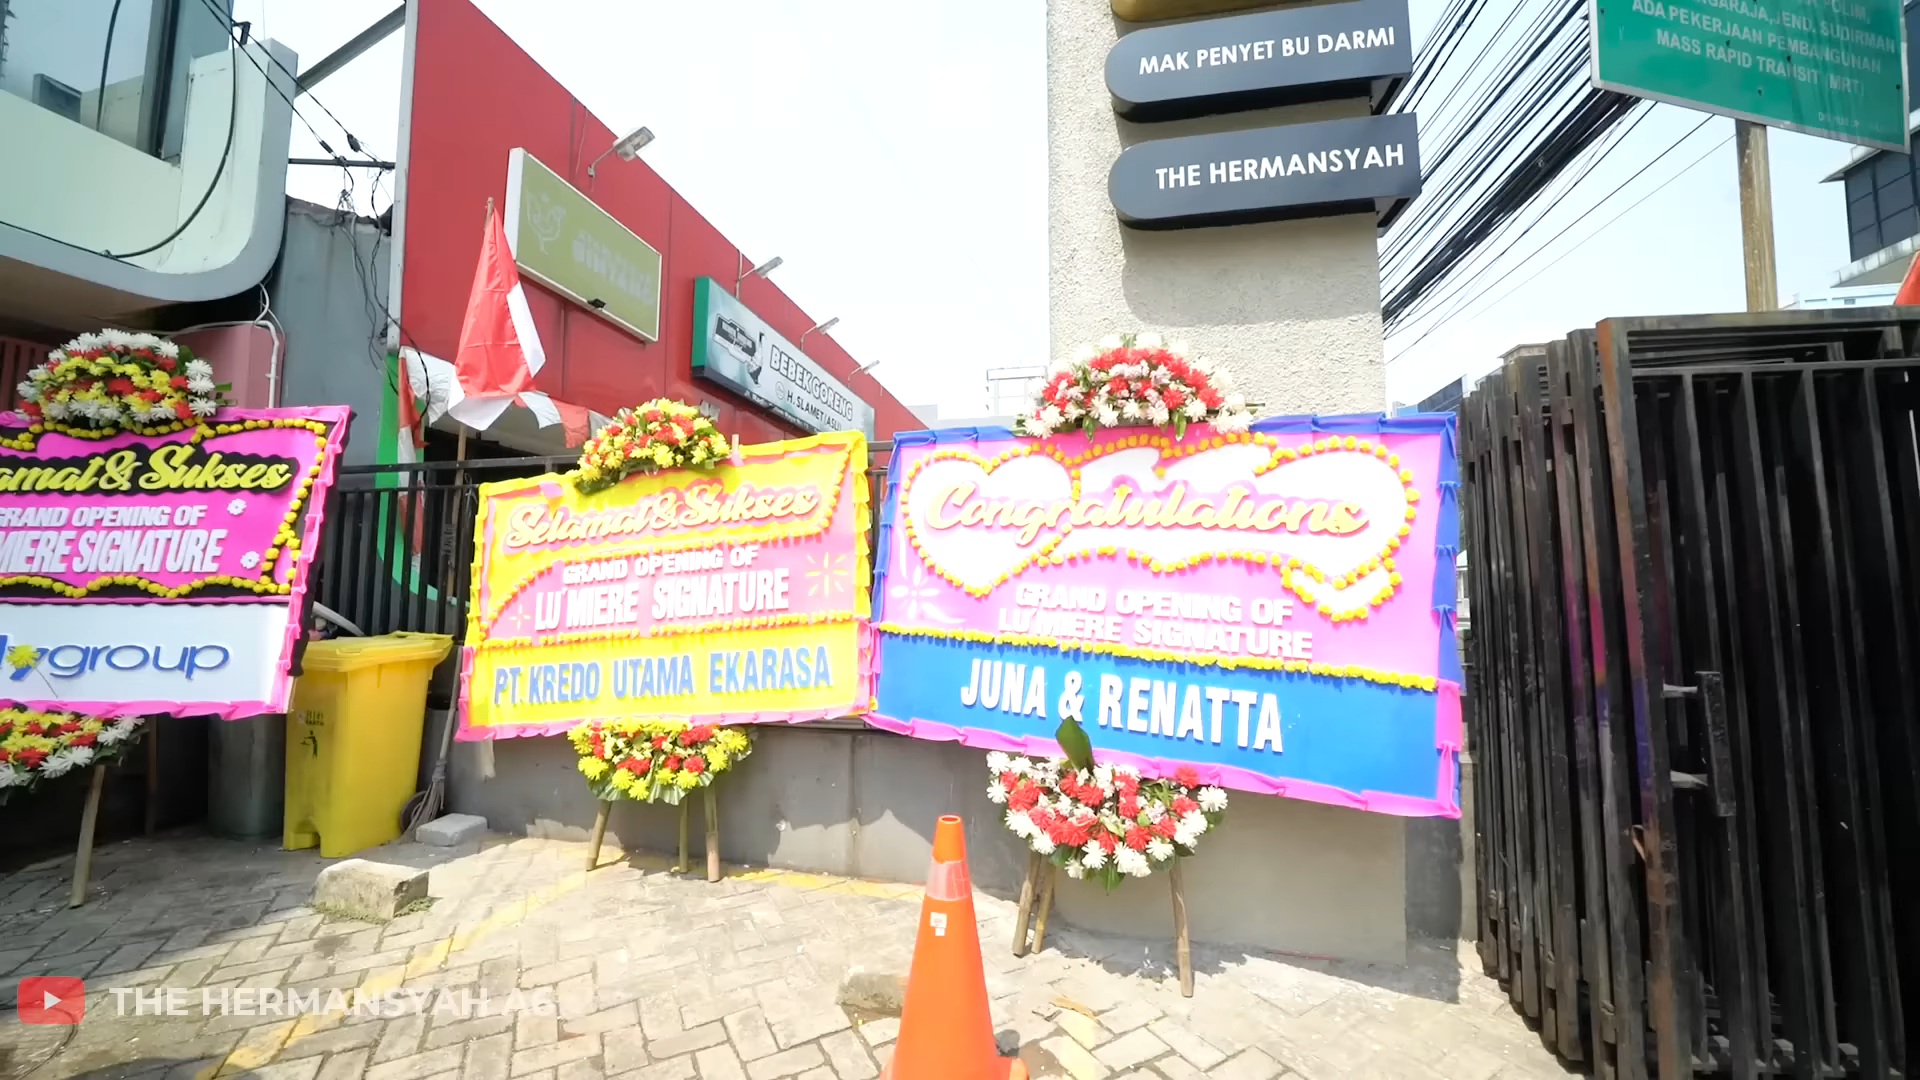 MAK PENYET BU DARMI
THE HERMANSYAH
ADA PEKERJAAN PEMBANGUNAN
MASS RAPID TRANSIT (MRT)
BEBEK GORENG
H. SLAMET (ASLI)
amat & Sukses
GRAND OPENING OF
MIERE SIGNATURE
group
Selamat & Sukses
GRAND OPENING OF
LU'MIERE SIGNATURE
PT. KREDO UTAMA EKARASA
Congratulations
GRAND OPENING OF
LU'MIERE SIGNATURE
JUNA & RENATTA
THE HERMANSYAH A6